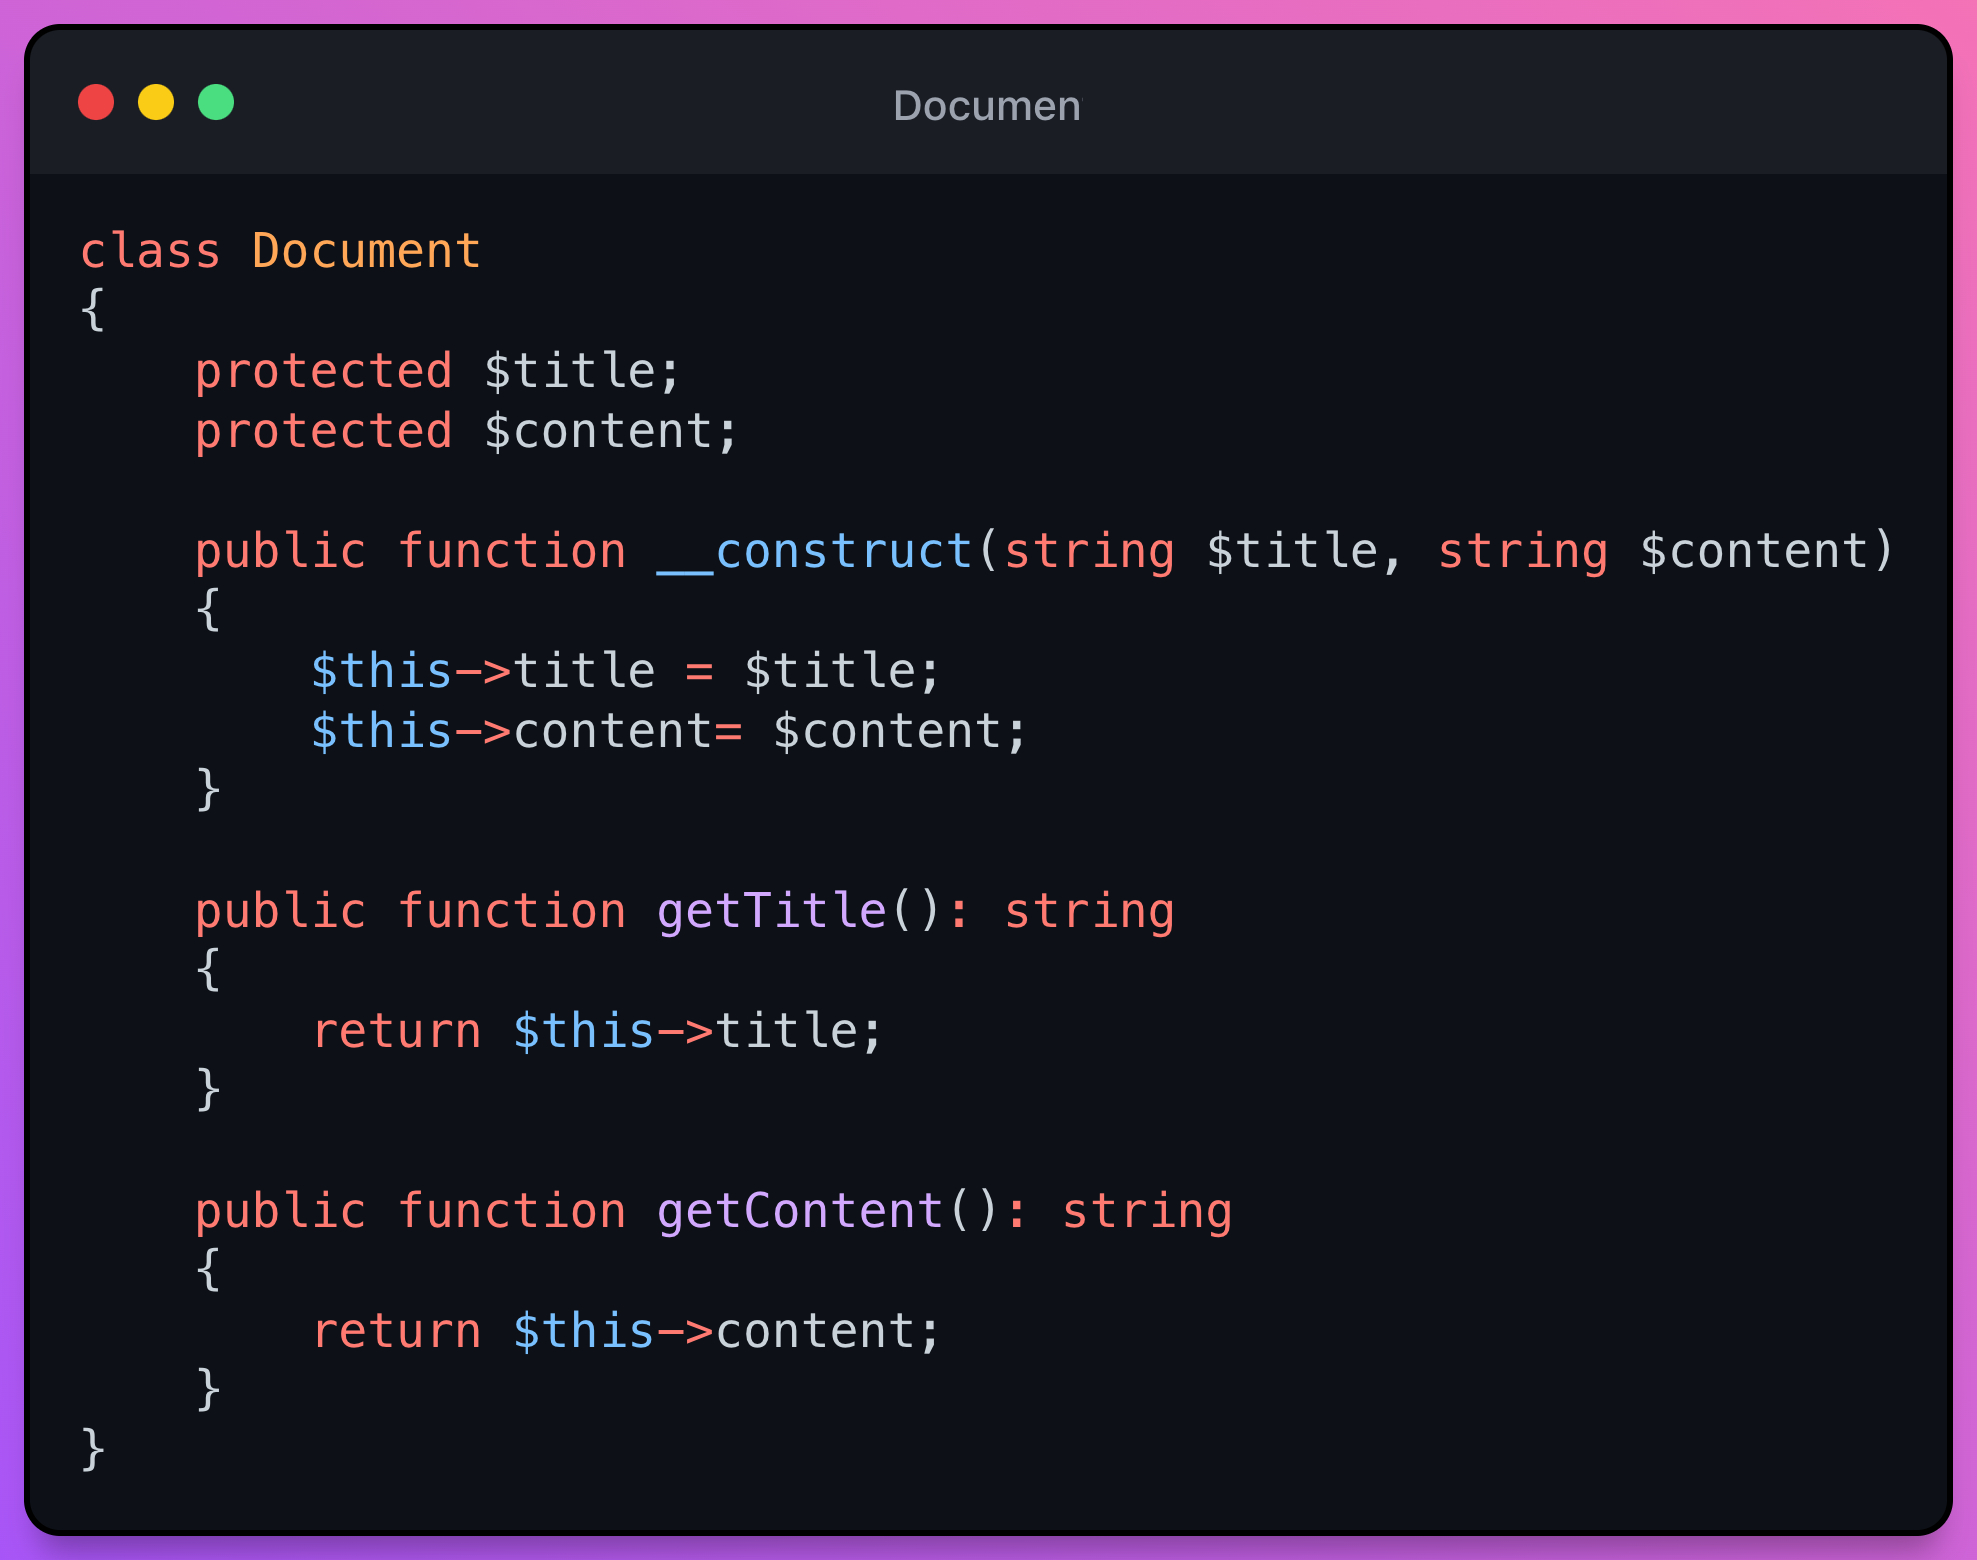 Documen
class Document
{
    protected $title;
    protected $content;

    public function __construct(string $title, string $content)
    {
        $this->title = $title;
        $this->content= $content;
    }

    public function getTitle(): string
    {
        return $this->title;
    }

    public function getContent(): string
    {
        return $this->content;
    }
}